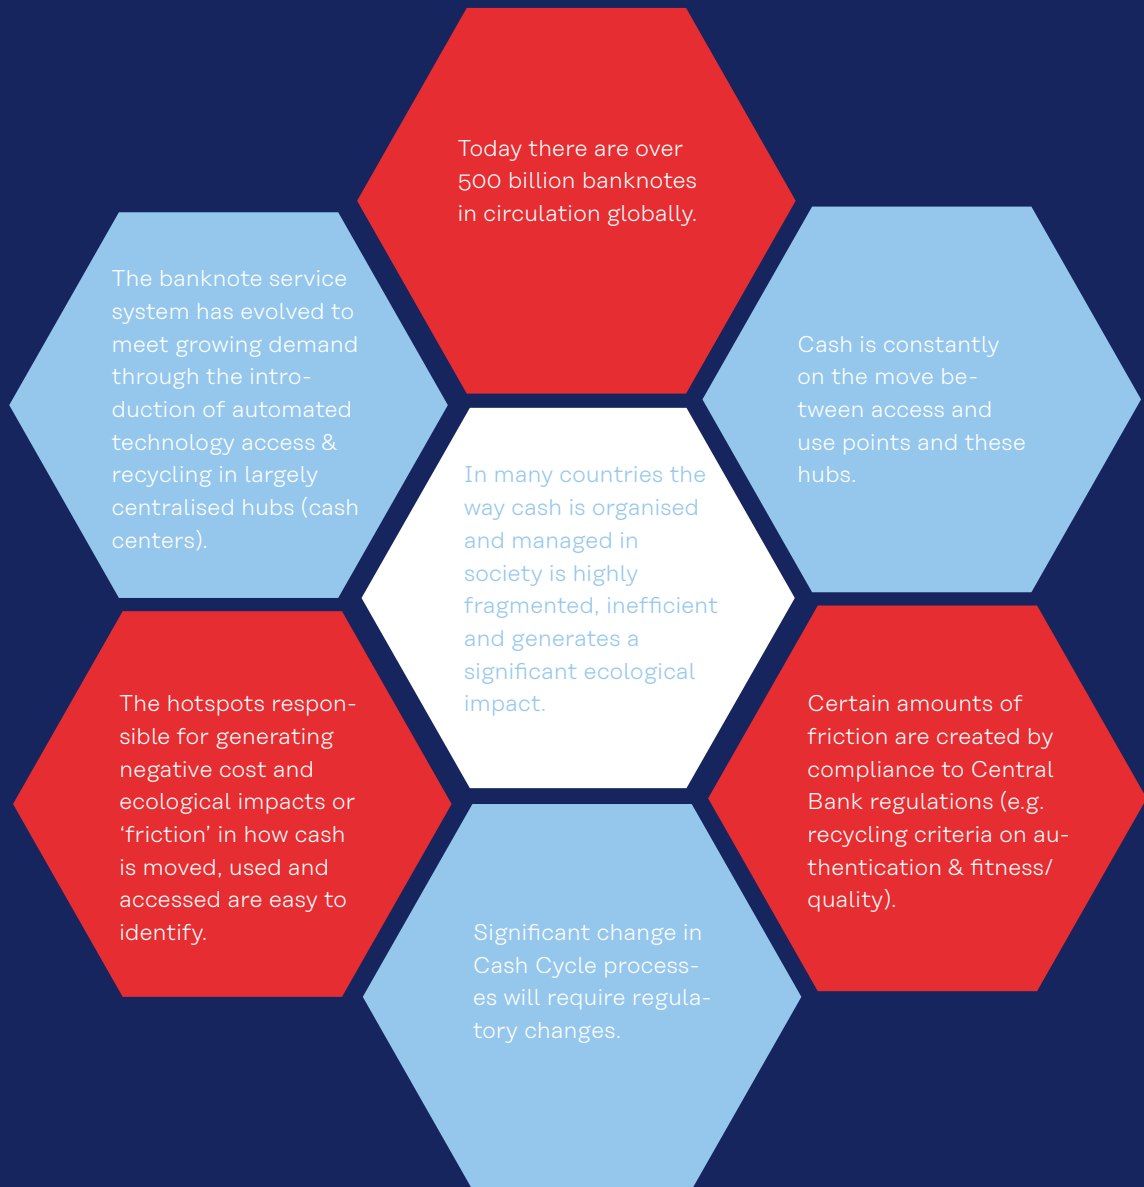 Today there are over
500 billion banknotes
in circulation globally.
The banknote service
system has evolved to
meet growing demand
through the intro-
duction of automated
technology access &
recycling in largely
centralised hubs (cash
centers).
Cash is constantly
on the move be-
tween access and
use points and these
hubs.
In many countries the
way cash is organised
and managed in
society is highly
fragmented, inefficient
and generates a
significant ecological
impact.
The hotspots respon-
sible for generating
negative cost and
ecological impacts or
‘friction’ in how cash
is moved, used and
accessed are easy to
identify.
Certain amounts of
friction are created by
compliance to Central
Bank regulations (e.g.
recycling criteria on au-
thentication & fitness/
quality).
Significant change in
Cash Cycle process-
es will require regula-
tory changes.